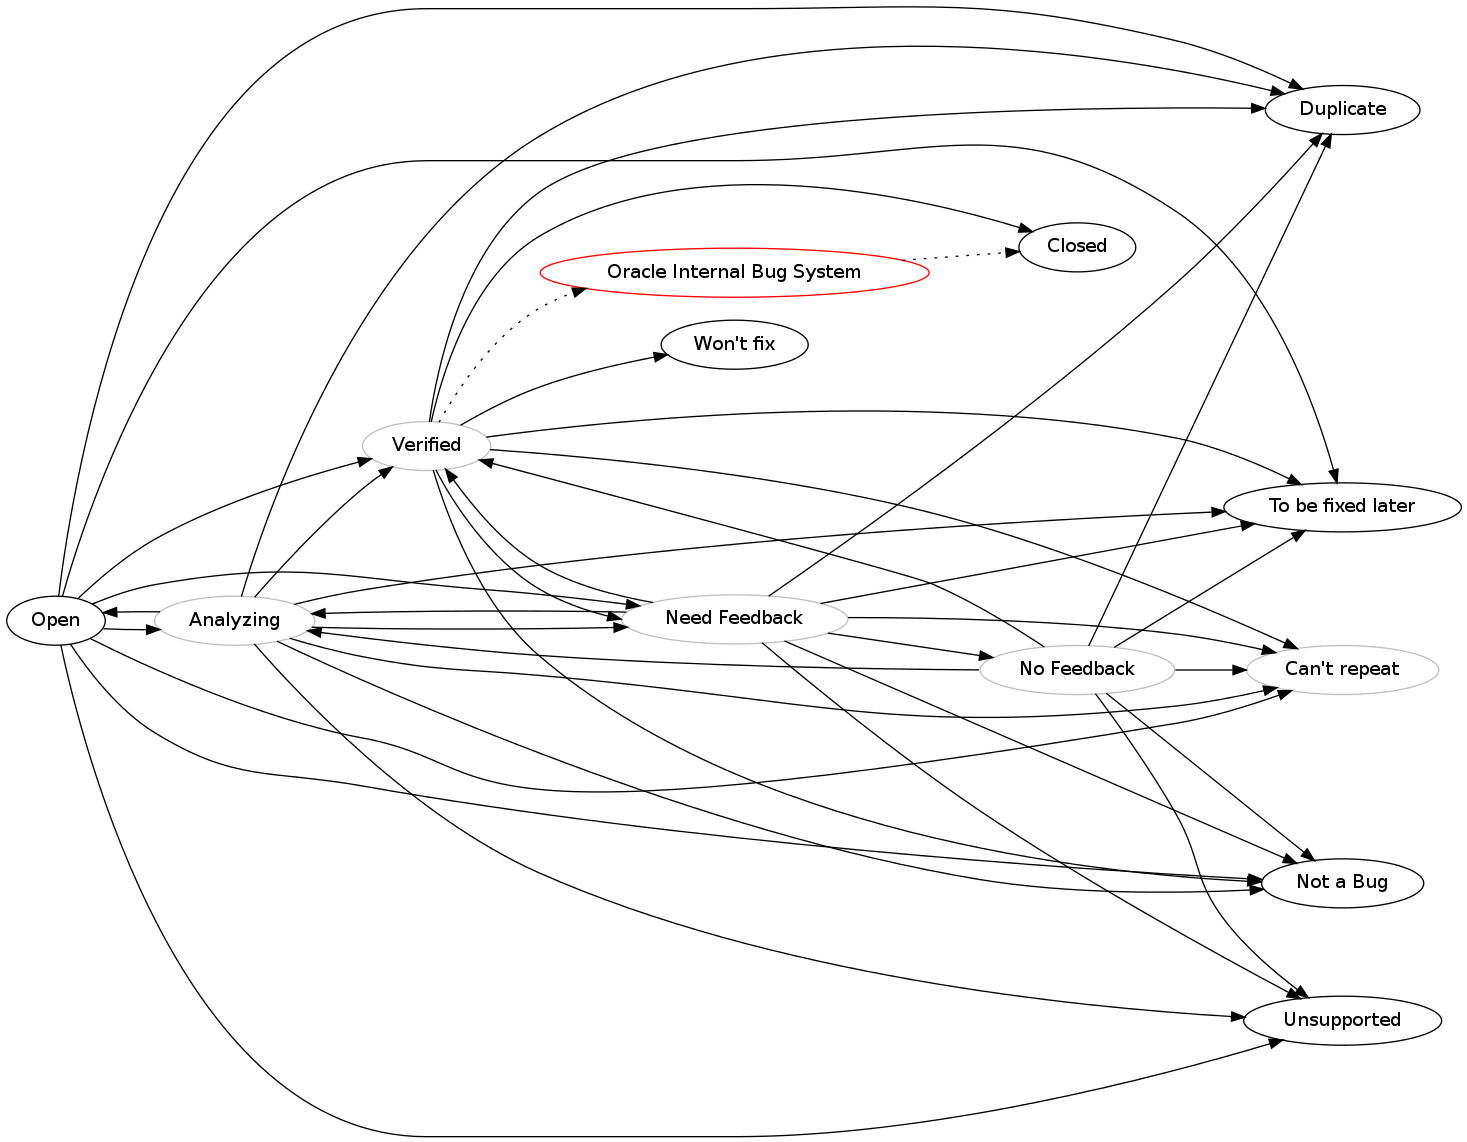 Duplicate
Closed
Oracle Internal Bug System
Won't fix
Verified
To be fixed later
Open
Analyzing
Need Feedback
No Feedback
Can't repeat
Not a Bug
Unsupported